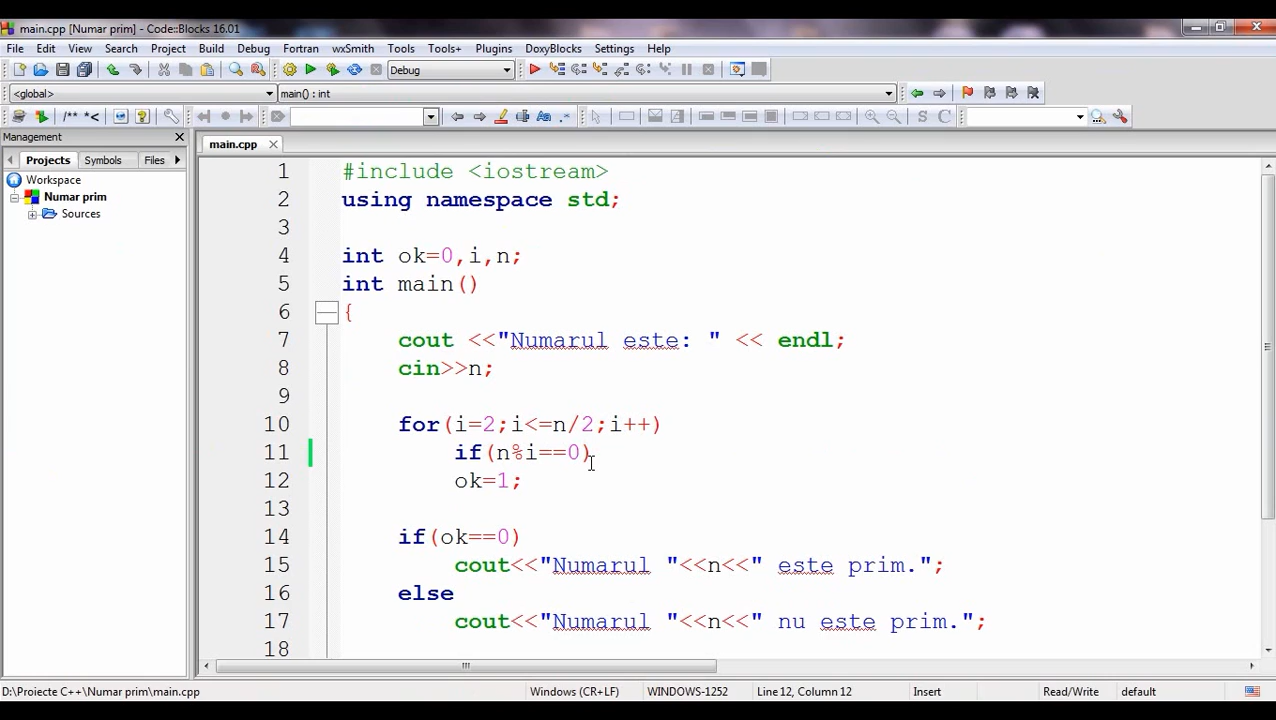 main.cpp [Numar prim] - Code::Blocks 16.01
File Edit View Search Project Build Debug Fortran wxSmith Tools Tools+ Plugins DoxyBlocks Settings Help
Debug
<global> main() : int
/** *<
S C
Management
main.cpp
Projects Symbols Files
Workspace
Numar prim
Sources
1 #include <iostream>
2 using namespace std;
3
4 int ok=0,i,n;
5 int main()
6 {
7 cout <<"Numarul este: " << endl;
8 cin>>n;
9
10 for(i=2;i<=n/2;i++)
11 if(n%i==0)
12 ok=1;
13
14 if(ok==0)
15 cout<<"Numarul "<<n<<" este prim.";
16 else
17 cout<<"Numarul "<<n<<" nu este prim.";
18
D:\Proiecte C++\Numar prim\main.cpp Windows (CR+LF) WINDOWS-1252 Line 12, Column 12 Insert Read/Write default